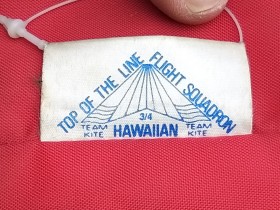 TOP OF THE LINE FLIGHT SQUADRON
3/4
TEAM KITE HAWAIIAN TEAM KITE